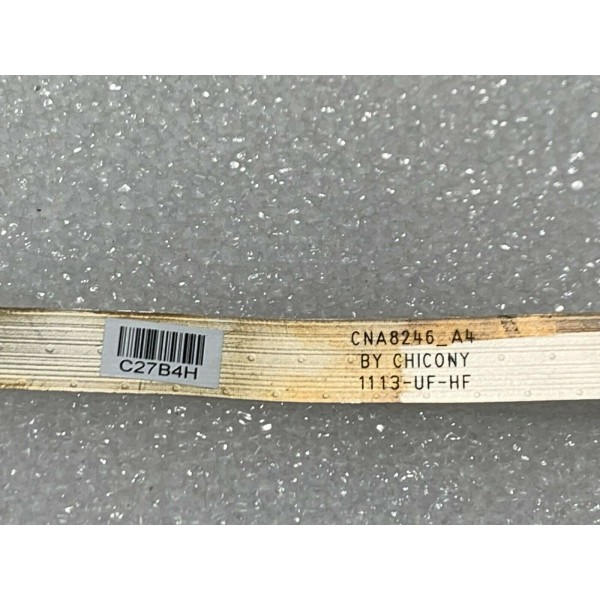 C27B4H
CNA8246_A4
BY CHICONY
1113-UF-HF